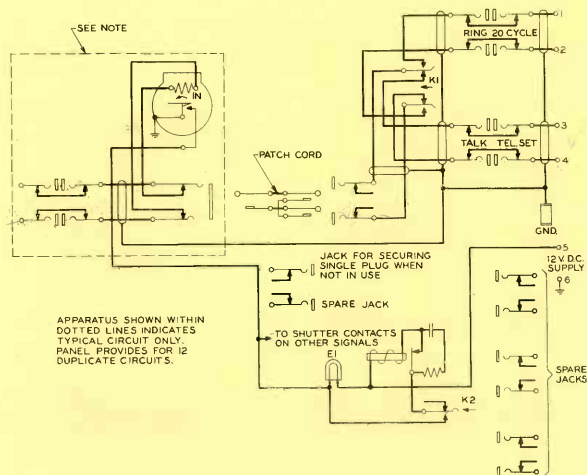 SEE NOTE
IN
PATCH CORD
K1
1
RING 20 CYCLE
2
3
TALK TEL. SET
4
GND.
5
12 V. D.C.
SUPPLY
6
JACK FOR SECURING
SINGLE PLUG WHEN
NOT IN USE
SPARE JACK
APPARATUS SHOWN WITHIN
DOTTED LINES INDICATES
TYPICAL CIRCUIT ONLY.
PANEL PROVIDES FOR 12
DUPLICATE CIRCUITS.
TO SHUTTER CONTACTS
ON OTHER SIGNALS
E1
K2
SPARE
JACKS